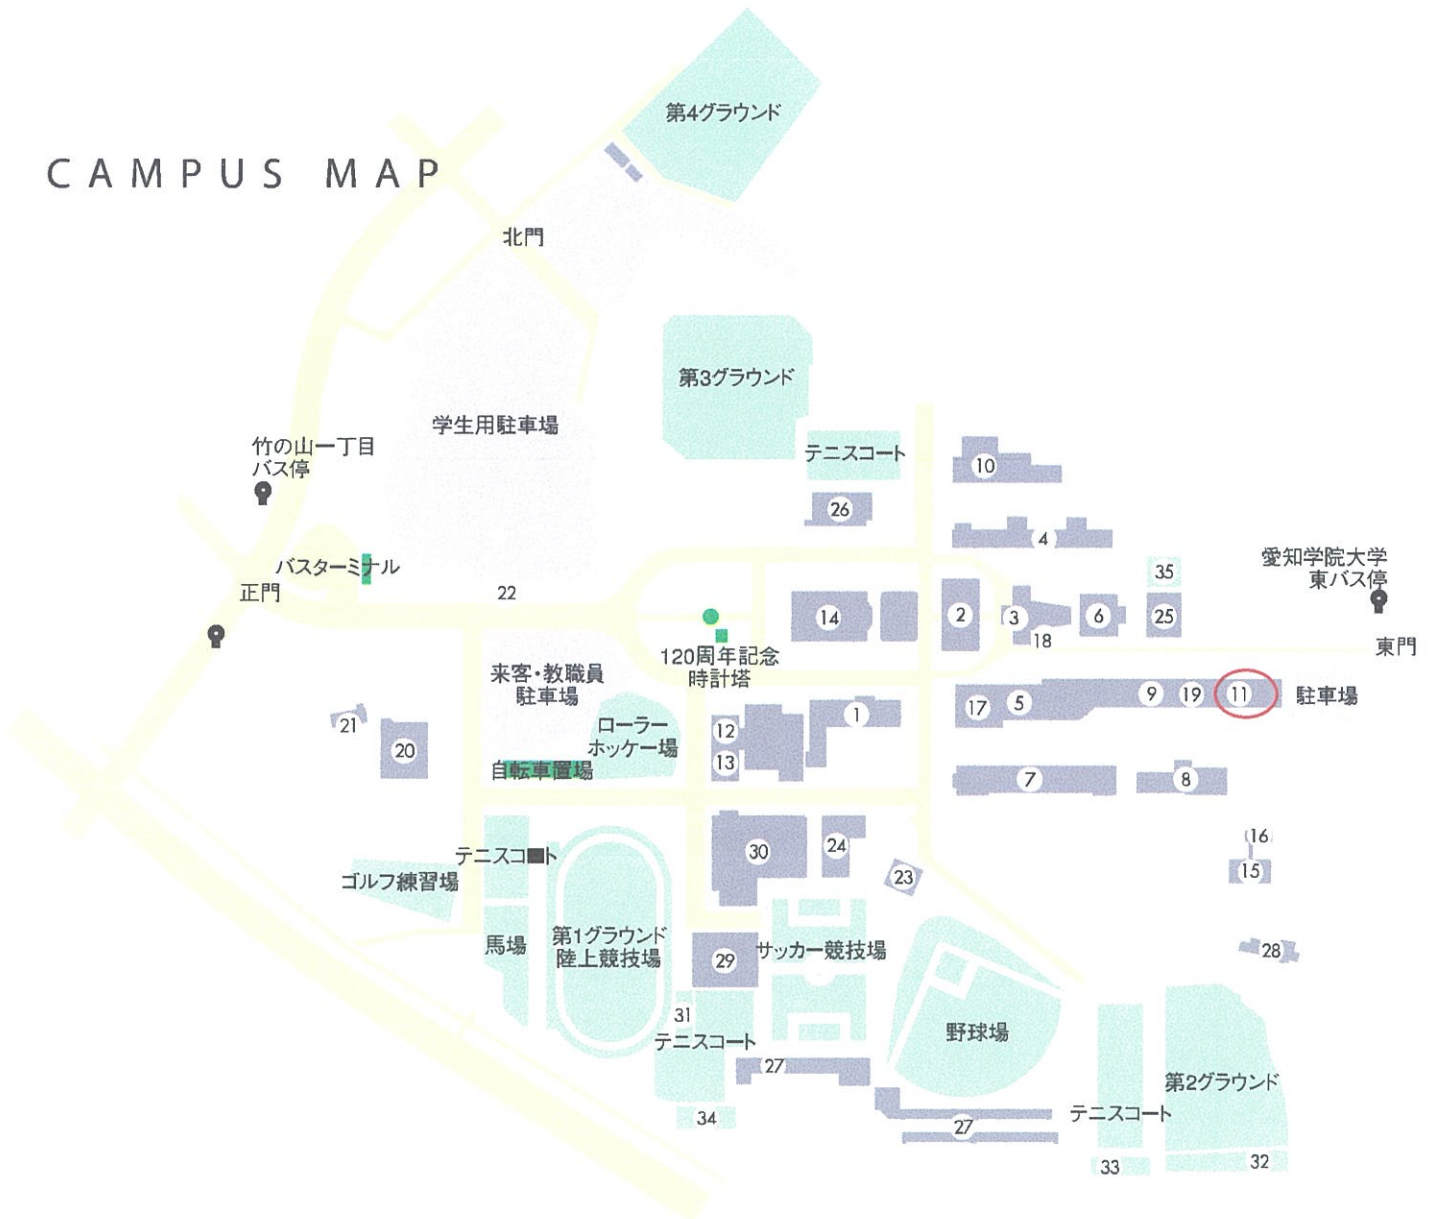 第4グラウンド
CAMPUS MAP
北門
第3グラウンド
学生用駐車場
竹の山一丁目
バス停
テニスコート
10
26
4
バスターミナル
正門
22
愛知学院大学
東バス停
35
14
2
3
6
25
18
東門
120周年記念
時計塔
来客・教職員
駐車場
21
20
ローラー
ホッケー場
自転車置場
12
13
1
17
5
9
19
11
駐車場
7
8
テニスコート
ゴルフ練習場
30
24
23
16
15
馬場
第1グラウンド
陸上競技場
29
サッカー競技場
28
31
テニスコート
野球場
27
34
27
テニスコート
第2グラウンド
33
32